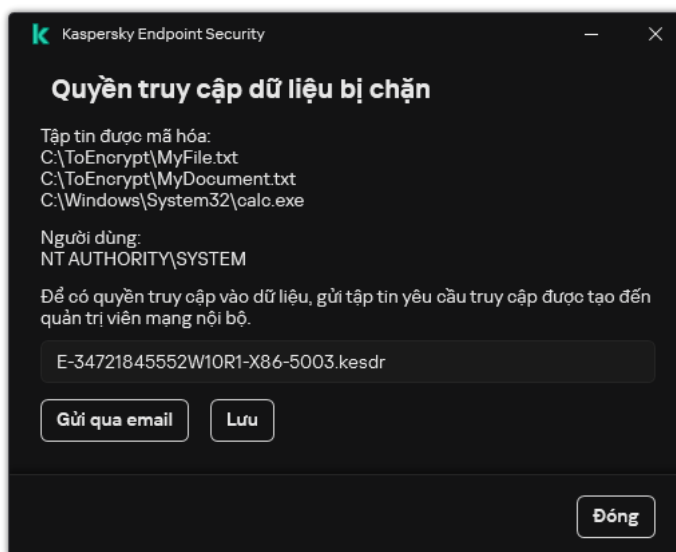 Kaspersky Endpoint Security
Quyền truy cập dữ liệu bị chặn
Tập tin được mã hóa:
C:\ToEncrypt\MyFile.txt
C:\ToEncrypt\MyDocument.txt
C:\Windows\System32\calc.exe
Người dùng:
NT AUTHORITY\SYSTEM
Để có quyền truy cập vào dữ liệu, gửi tập tin yêu cầu truy cập được tạo đến
quản trị viên mạng nội bộ.
E-34721845552W10R1-X86-5003.kesdr
Gửi qua email
Lưu
Đóng